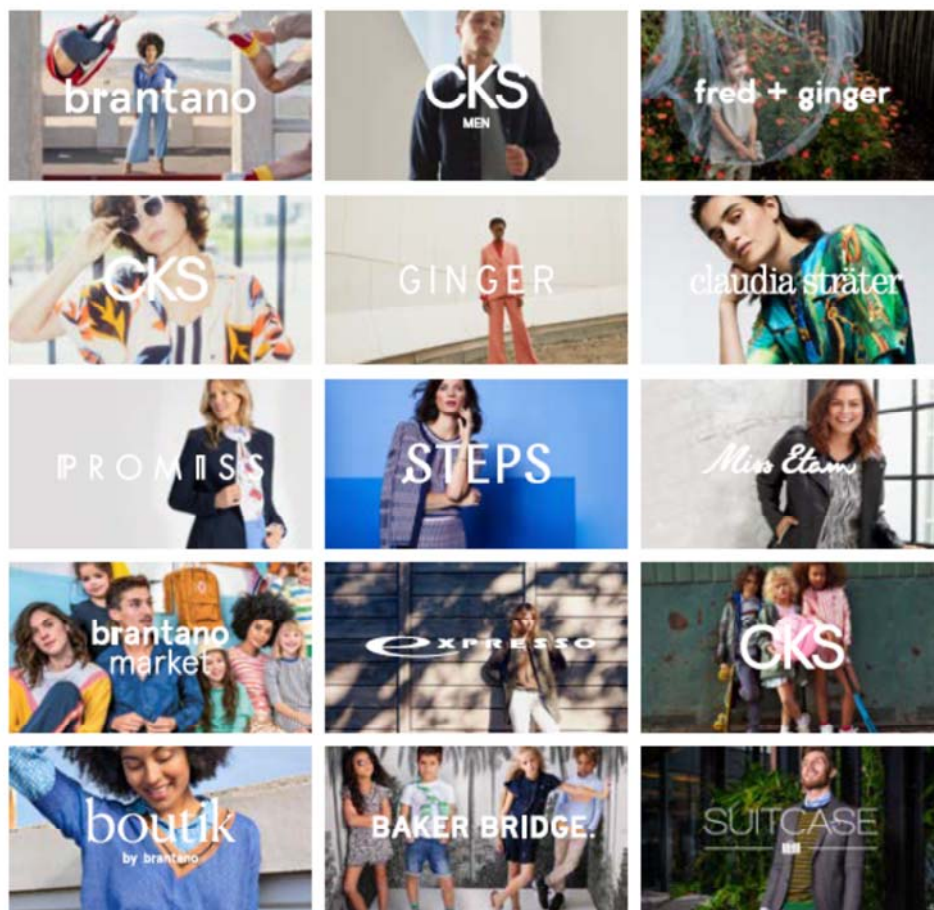 brantano
CKS
MEN
fred + ginger
CKS
GINGER
claudia sträter
PROMISS
STEPS
Miss Etam
brantano
market
expresso
CKS
boutik
by brantano
BAKER BRIDGE.
SUITCASE